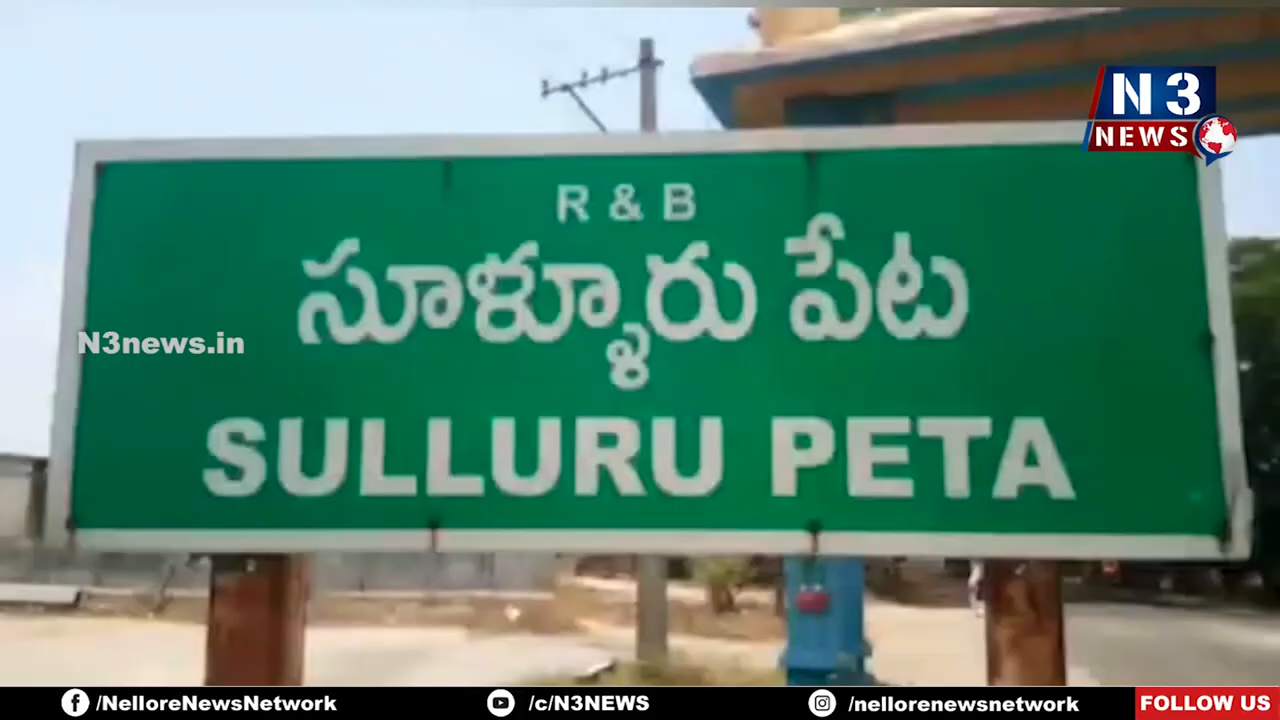 N3
NEWS
R & B
సూళ్ళూరు పేట
N3news.in
SULLURU PETA
/NelloreNewsNetwork
/c/N3NEWS
/nellorenewsnetwork
FOLLOW US